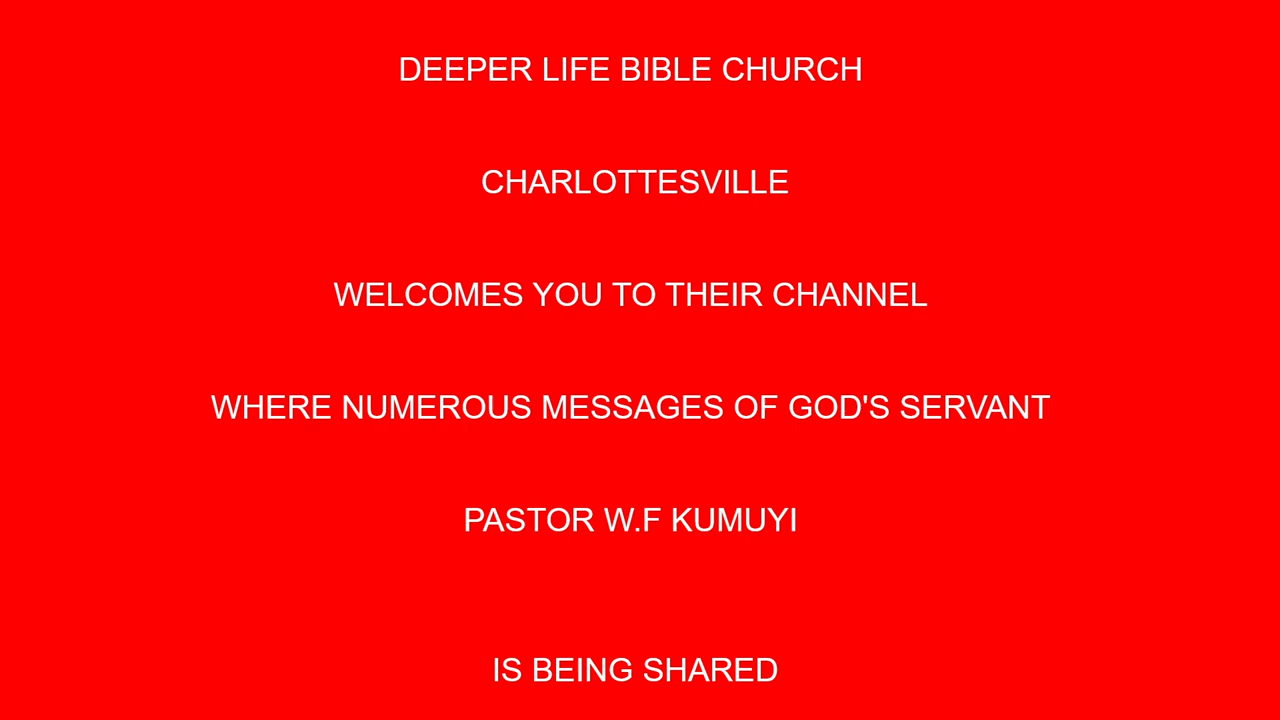 DEEPER LIFE BIBLE CHURCH
CHARLOTTESVILLE
WELCOMES YOU TO THEIR CHANNEL
WHERE NUMEROUS MESSAGES OF GOD'S SERVANT
PASTOR W.F KUMUYI
IS BEING SHARED